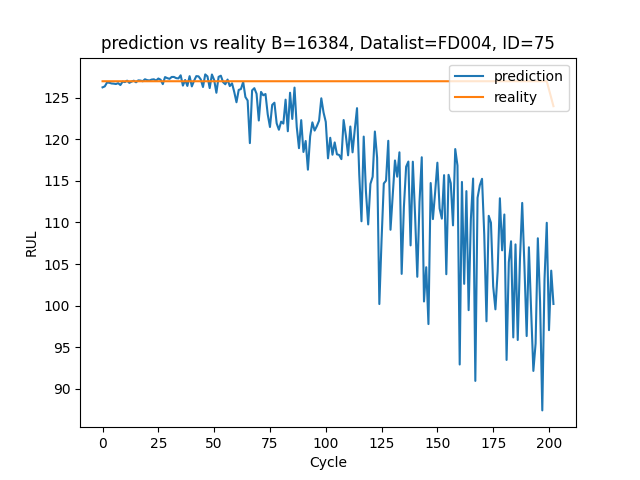 prediction vs reality B=16384, Datalist=FD004, ID=75
prediction
reality
RUL
125
120
115
110
105
100
95
90
0 25 50 75 100 125 150 175 200
Cycle